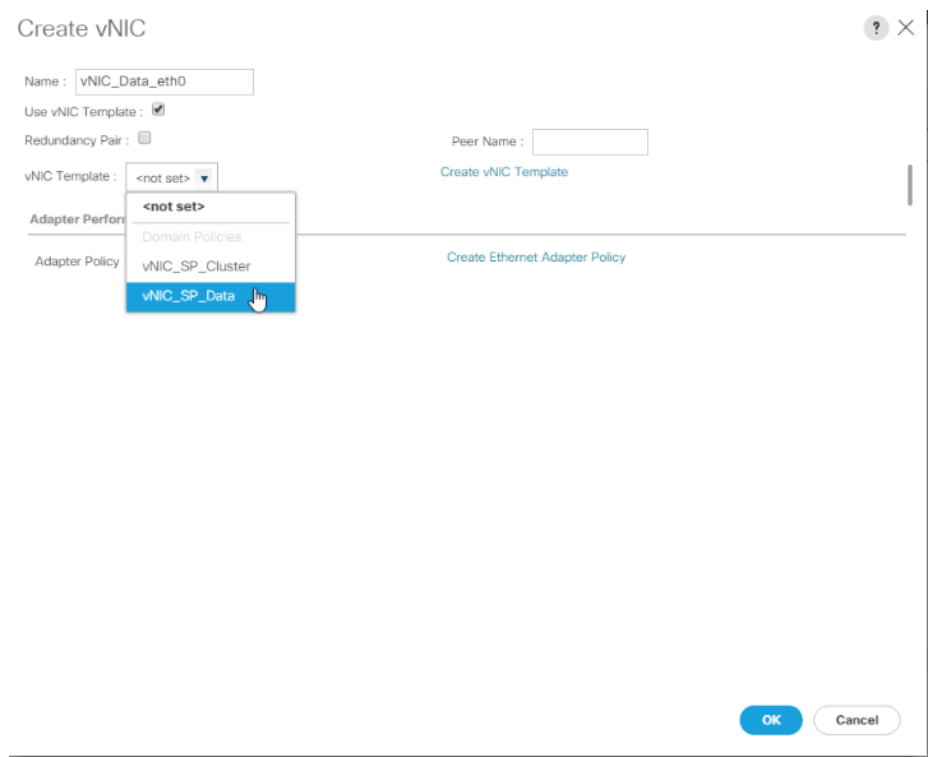 Create vNIC
?
Name : vNIC_Data_eth0
Use vNIC Template :
Redundancy Pair :
Peer Name :
vNIC Template : <not set>
Create vNIC Template
<not set>
Adapter Perfor
Domain Policies
Adapter Policy
vNIC_SP_Cluster
Create Ethernet Adapter Policy
vNIC_SP_Data
OK
Cancel